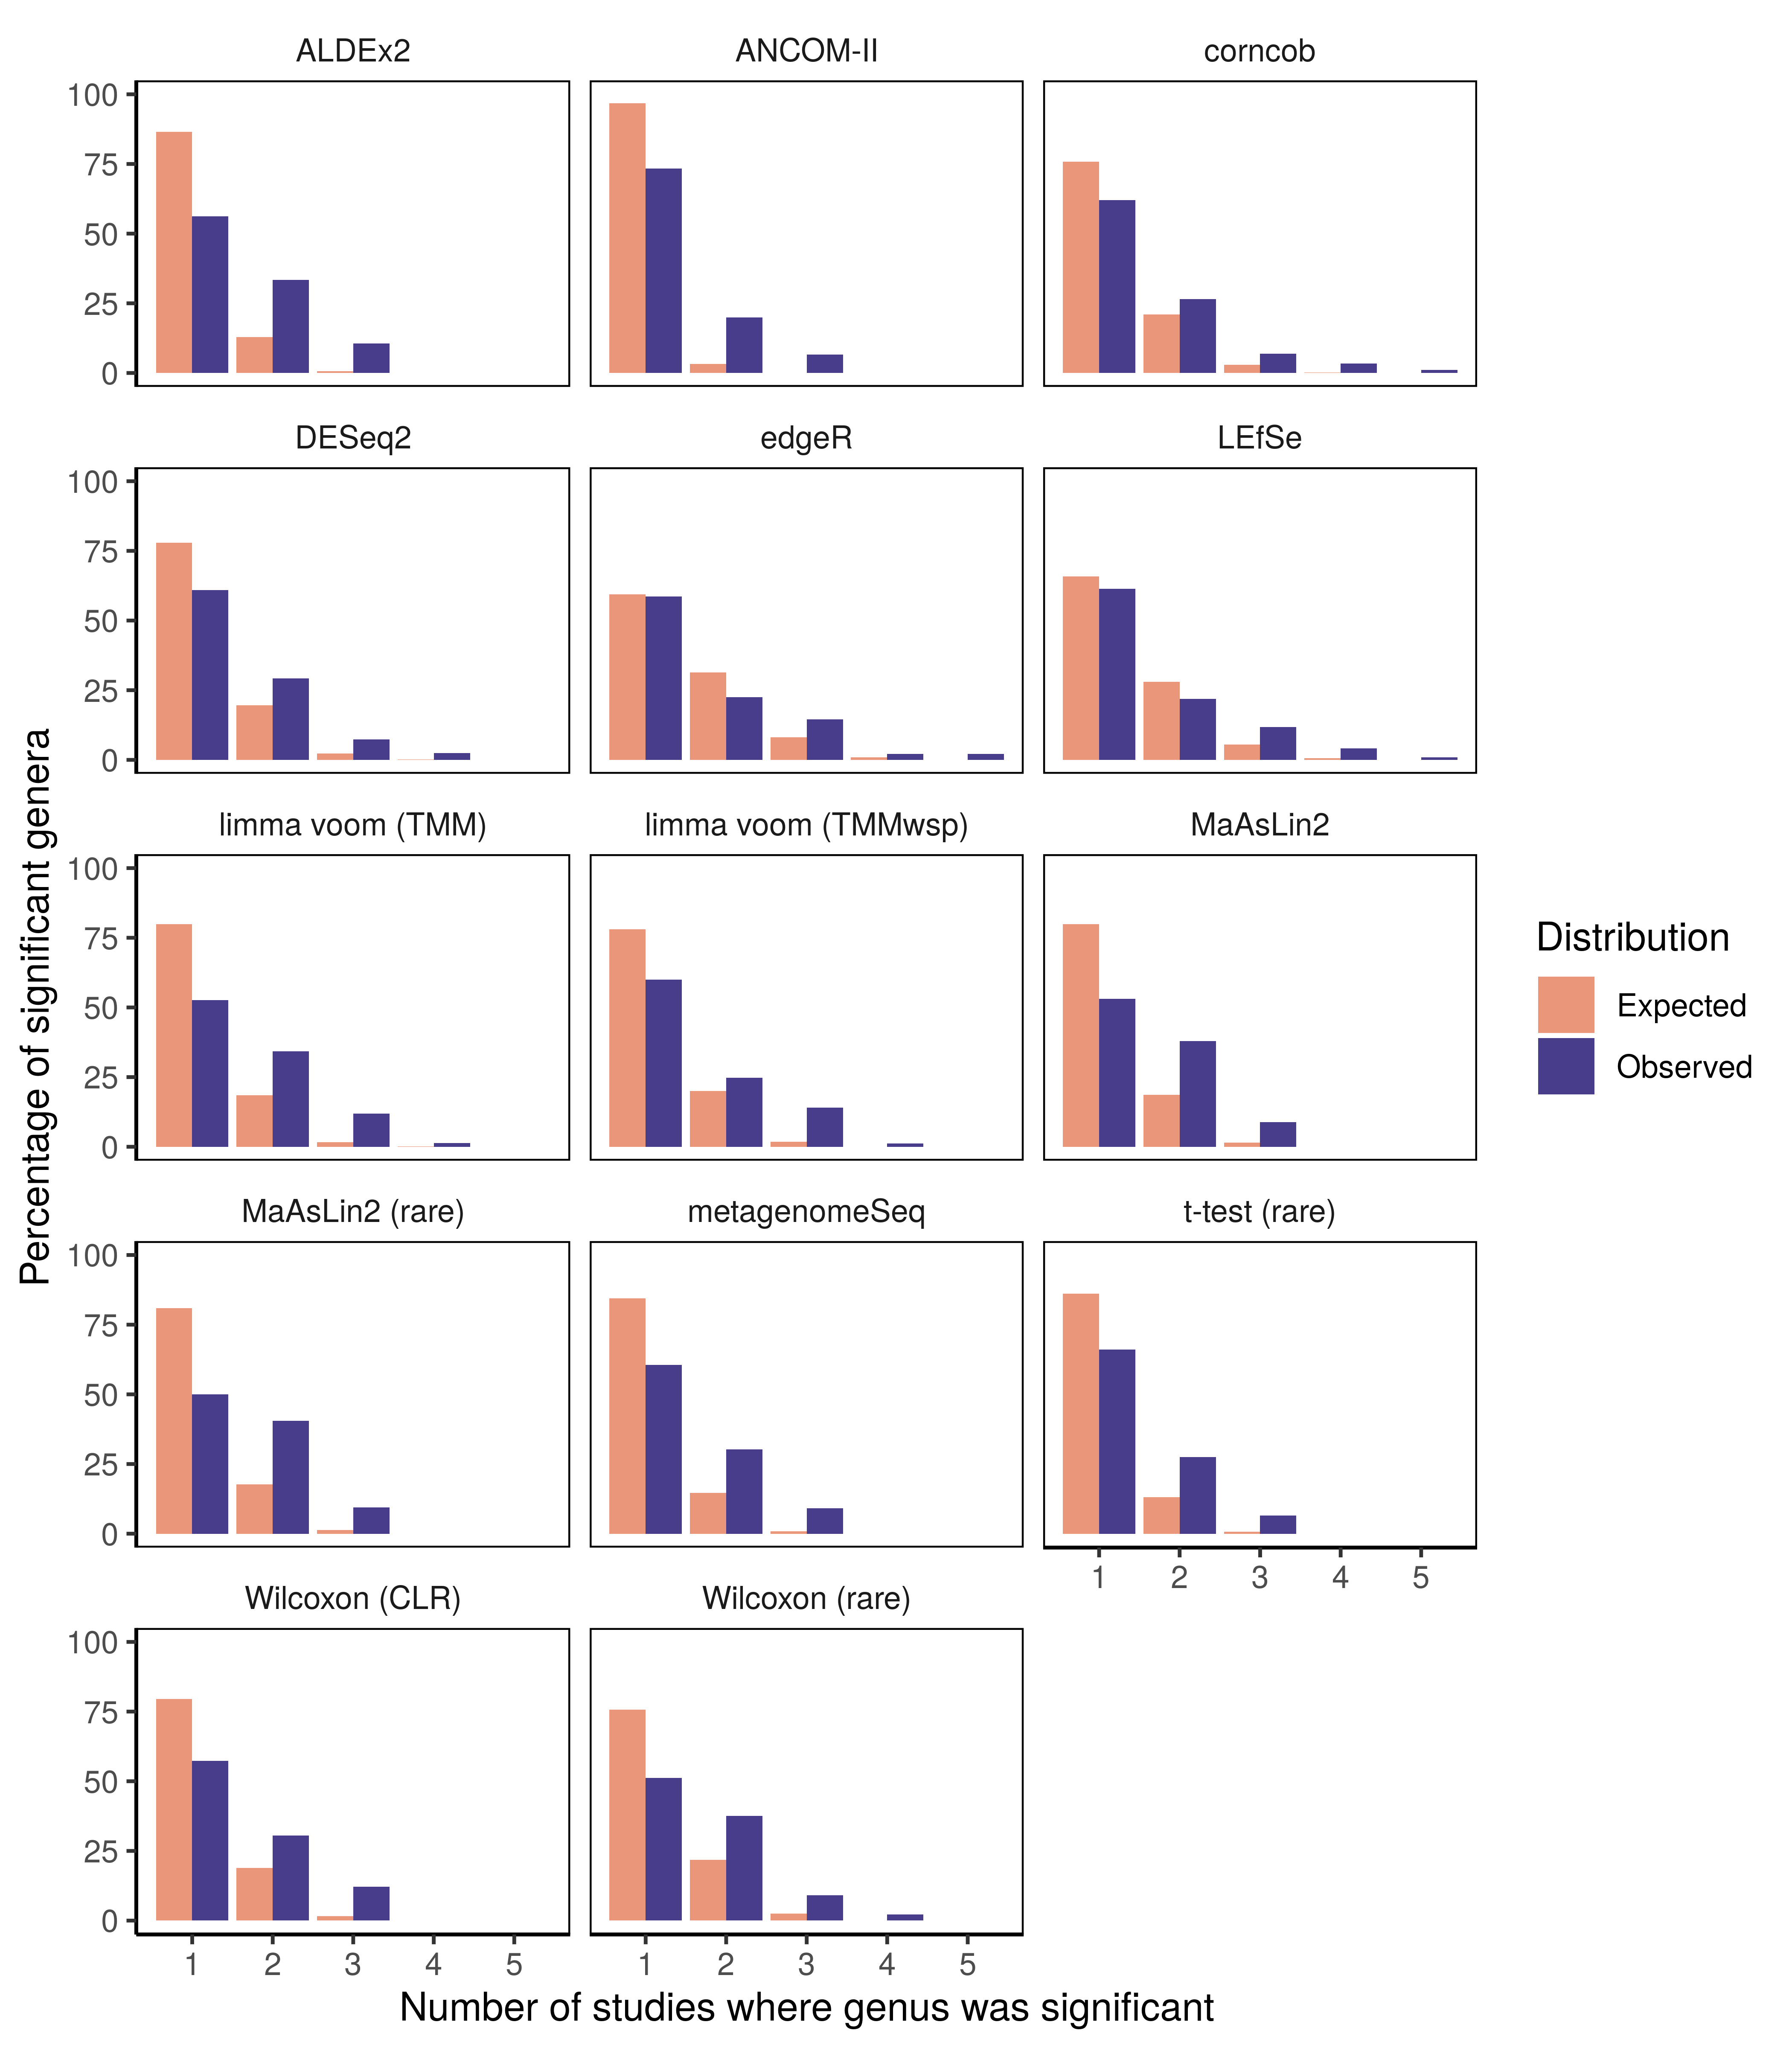 ALDEx2 ANCOM-II corncob
100
75
50
25
0
DESeq2 edgeR LEfSe
100
75
50
25
0
limma voom (TMM) limma voom (TMMwsp) MaAsLin2
100
75
50
25
0
MaAsLin2 (rare) metagenomeSeq t-test (rare)
100
75
50
25
0
1 2 3 4 5
Wilcoxon (CLR) Wilcoxon (rare)
100
75
50
25
0
1 2 3 4 5 1 2 3 4 5
Number of studies where genus was significant
Percentage of significant genera
Distribution
Expected
Observed